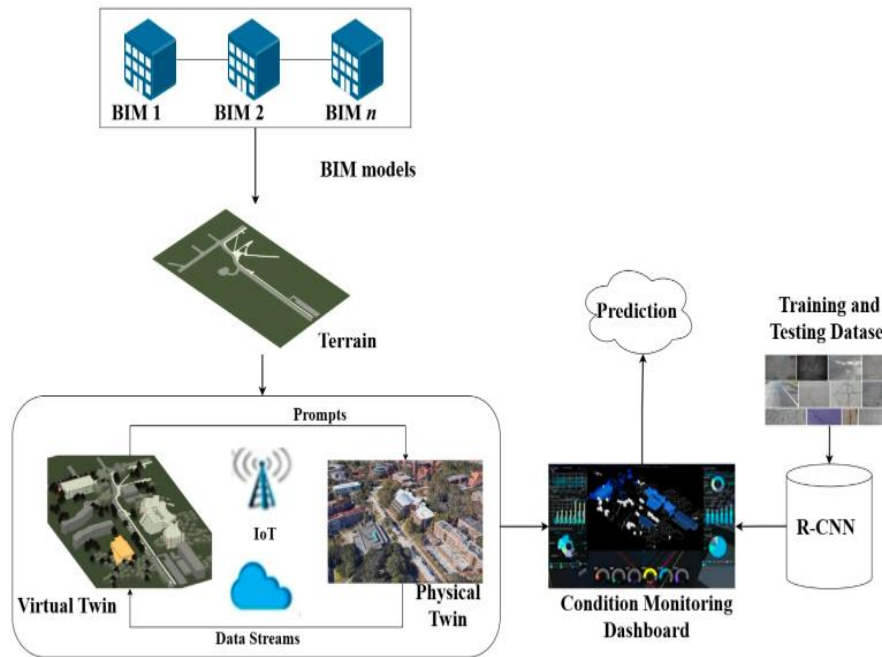 BIM 1
BIM 2
BIM n
BIM models
Terrain
Prediction
Training and
Testing Datase
Prompts
IoT
R-CNN
Virtual Twin
Physical
Twin
Data Streams
Condition Monitoring
Dashboard